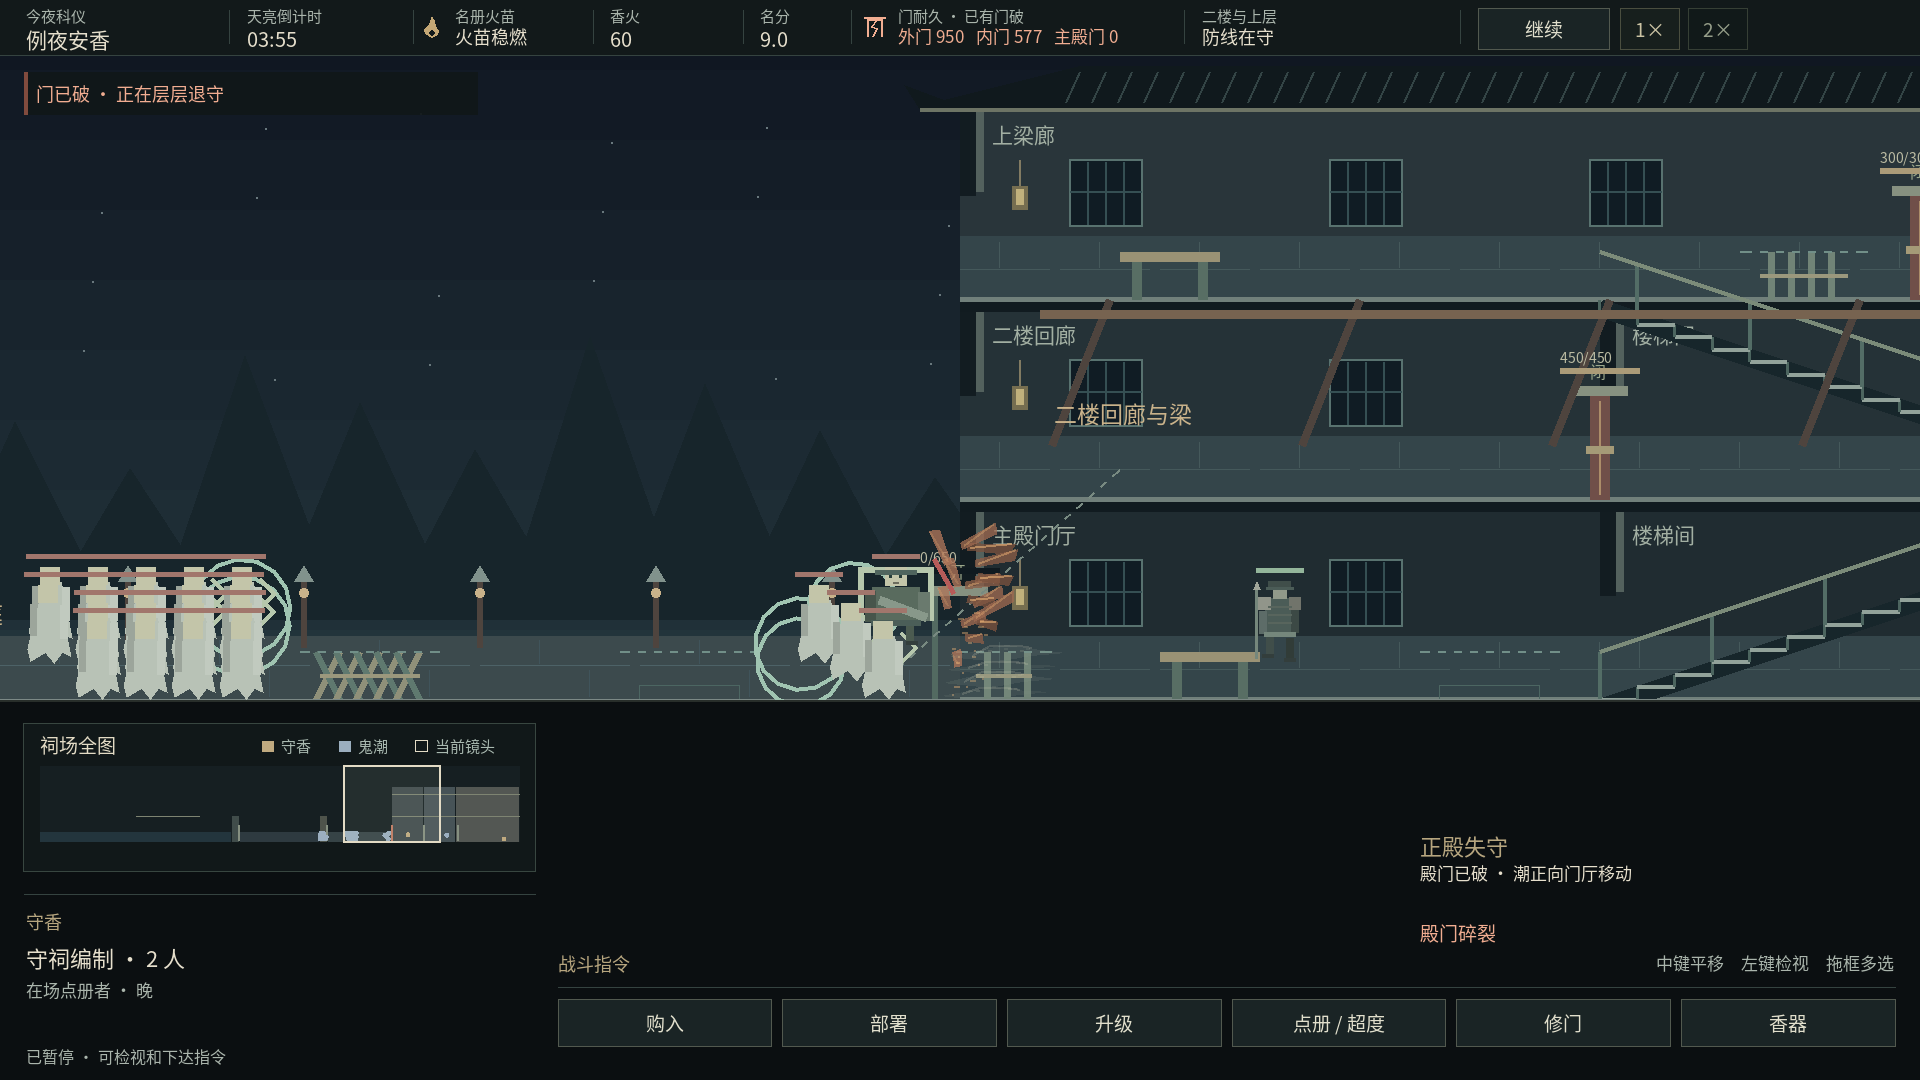 今夜科仪
例夜安香
天亮倒计时
03:55
名册火苗
火苗稳燃
香火
60
名分
9.0
门耐久 · 已有门破
外门 950 内门 577 主殿门 0
二楼与上层
防线在守
继续
1×
2×
门已破 · 正在层层退守
上梁廊
300/30
二楼回廊
450/450
闭
二楼回廊与梁
主殿门厅
0/650
楼梯间
祠场全图
守香
鬼潮
当前镜头
守香
守祠编制 · 2 人
在场点册者 · 晚
已暂停 · 可检视和下达指令
正殿失守
殿门已破 · 潮正向门厅移动
殿门碎裂
战斗指令
中键平移 左键检视 拖框多选
购入
部署
升级
点册 / 超度
修门
香器